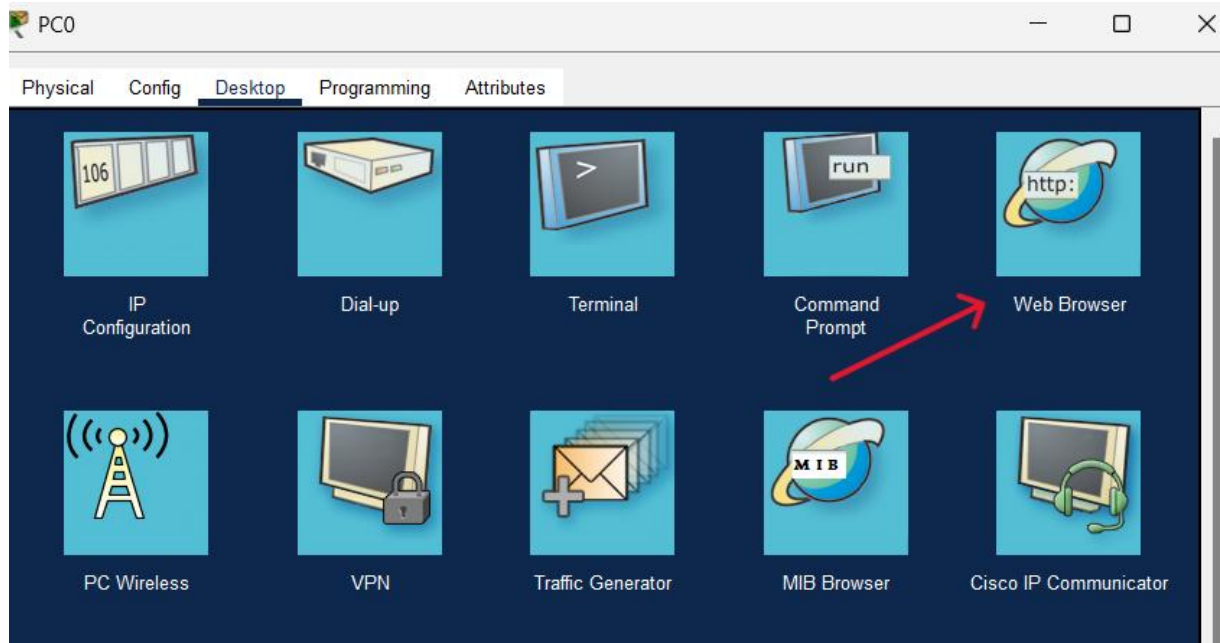 PC0
Physical Config Desktop Programming Attributes
106
>
run
http:
IP
Configuration
Dial-up
Terminal
Command
Prompt
Web Browser
MIB
PC Wireless
VPN
Traffic Generator
MIB Browser
Cisco IP Communicator